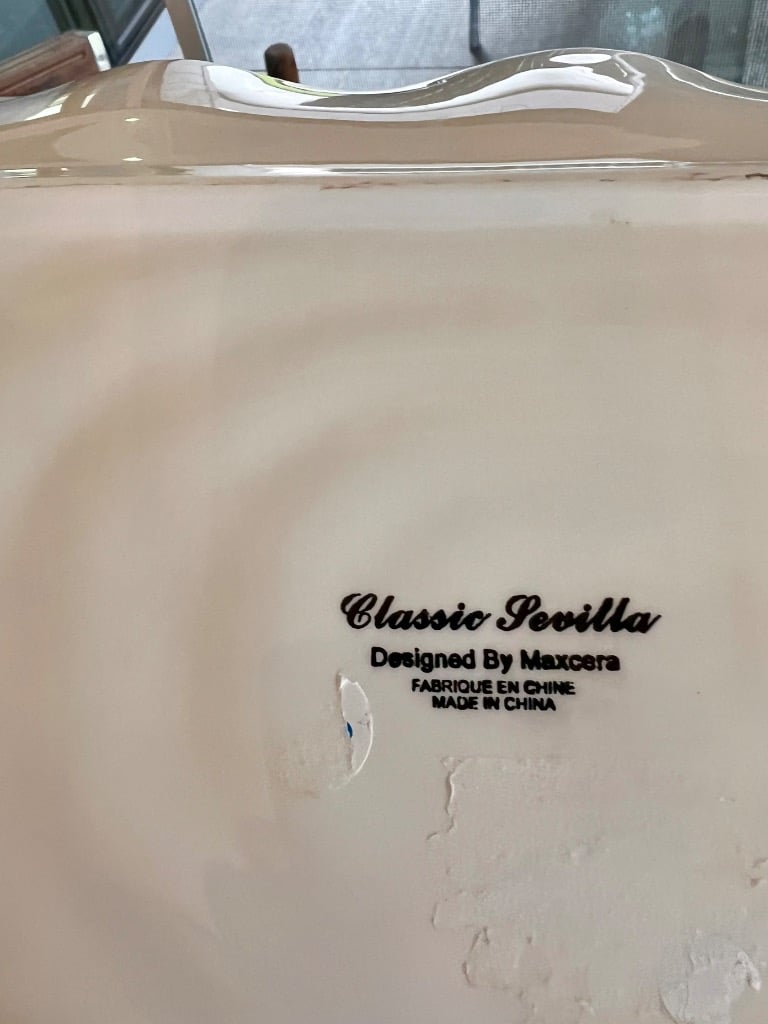 Classic Sevilla
Designed By Maxcera
FABRIQUE EN CHINE
MADE IN CHINA